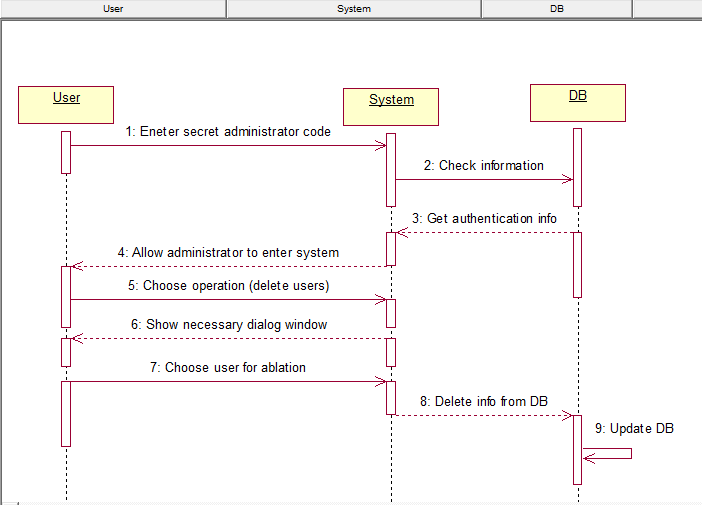 User System DB
User
System
DB
1: Eneter secret administrator code
2: Check information
3: Get authentication info
4: Allow administrator to enter system
5: Choose operation (delete users)
6: Show necessary dialog window
7: Choose user for ablation
8: Delete info from DB
9: Update DB